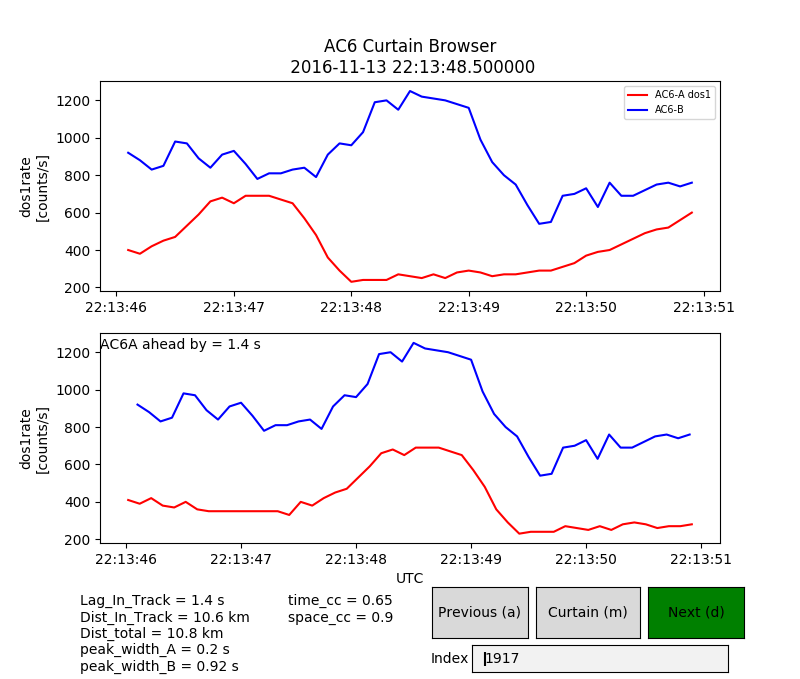 AC6 Curtain Browser
2016-11-13 22:13:48.500000
AC6-A dos1
AC6-B
dos1rate
[counts/s]
1200
1000
800
600
400
200
22:13:46 22:13:47 22:13:48 22:13:49 22:13:50 22:13:51
AC6A ahead by = 1.4 s
dos1rate
[counts/s]
1200
1000
800
600
400
200
22:13:46 22:13:47 22:13:48 22:13:49 22:13:50 22:13:51
UTC
Lag_In_Track = 1.4 s
Dist_In_Track = 10.6 km
Dist_total = 10.8 km
peak_width_A = 0.2 s
peak_width_B = 0.92 s
time_cc = 0.65
space_cc = 0.9
Previous (a)
Curtain (m)
Next (d)
Index 1917